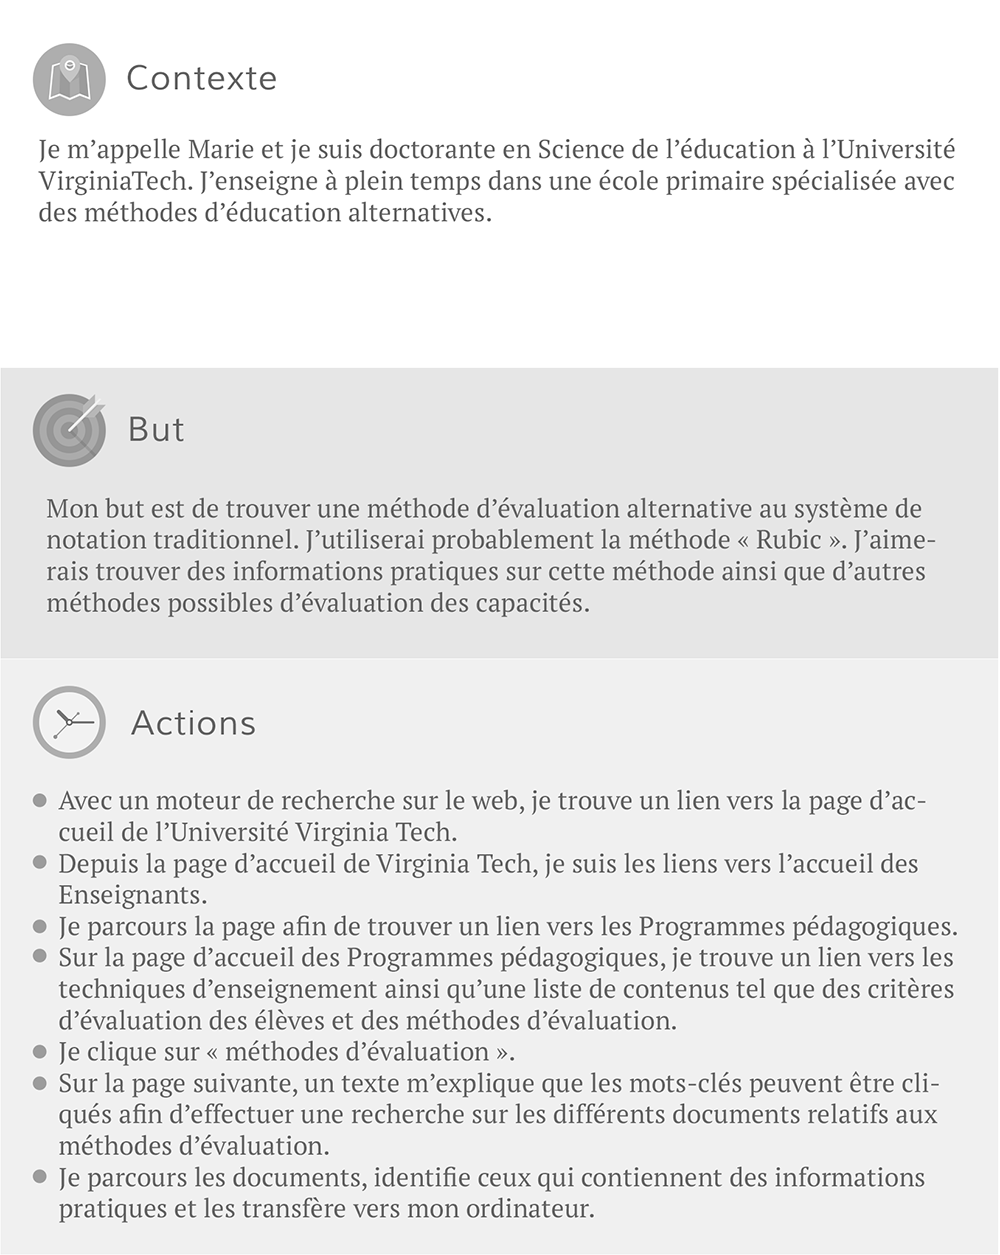 Contexte
Je m’appelle Marie et je suis doctorante en Science de l’éducation à l’Université
VirginiaTech. J’enseigne à plein temps dans une école primaire spécialisée avec
des méthodes d’éducation alternatives.
But
Mon but est de trouver une méthode d’évaluation alternative au système de
notation traditionnel. J’utiliserai probablement la méthode « Rubic ». J’aime-
rais trouver des informations pratiques sur cette méthode ainsi que d’autres
méthodes possibles d’évaluation des capacités.
Actions
● Avec un moteur de recherche sur le web, je trouve un lien vers la page d’ac-
cueil de l’Université Virginia Tech.
● Depuis la page d’accueil de Virginia Tech, je suis les liens vers l’accueil des
Enseignants.
● Je parcours la page afin de trouver un lien vers les Programmes pédagogiques.
● Sur la page d’accueil des Programmes pédagogiques, je trouve un lien vers les
techniques d’enseignement ainsi qu’une liste de contenus tel que des critères
d’évaluation des élèves et des méthodes d’évaluation.
● Je clique sur « méthodes d’évaluation ».
● Sur la page suivante, un texte m’explique que les mots-clés peuvent être cli-
qués afin d’effectuer une recherche sur les différents documents relatifs aux
méthodes d’évaluation.
● Je parcours les documents, identifie ceux qui contiennent des informations
pratiques et les transfère vers mon ordinateur.